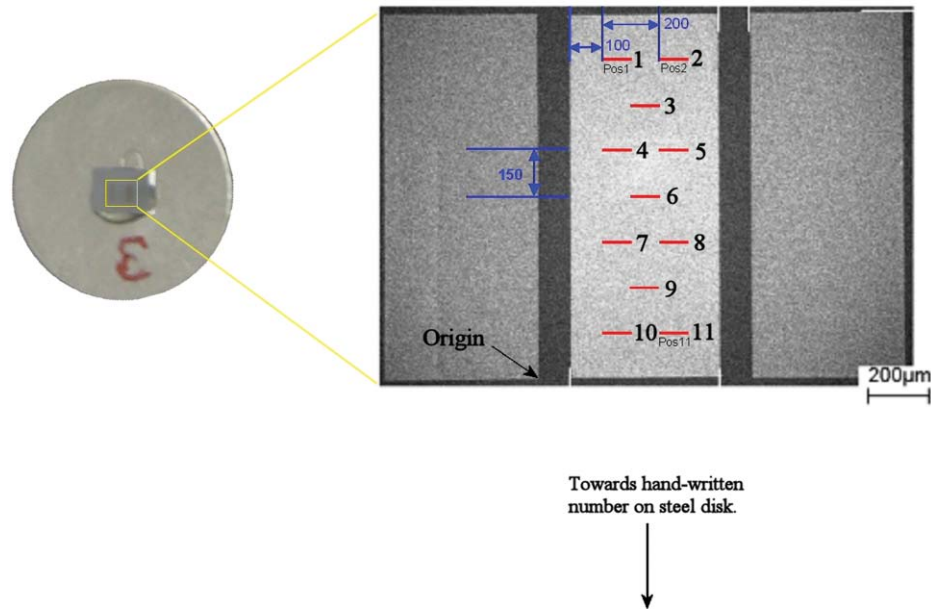 200
100
1
2
Pos1
Pos2
3
4
5
150
6
7
8
3
9
10
11
Pos11
Origin
200µm
Towards hand-written
number on steel disk.